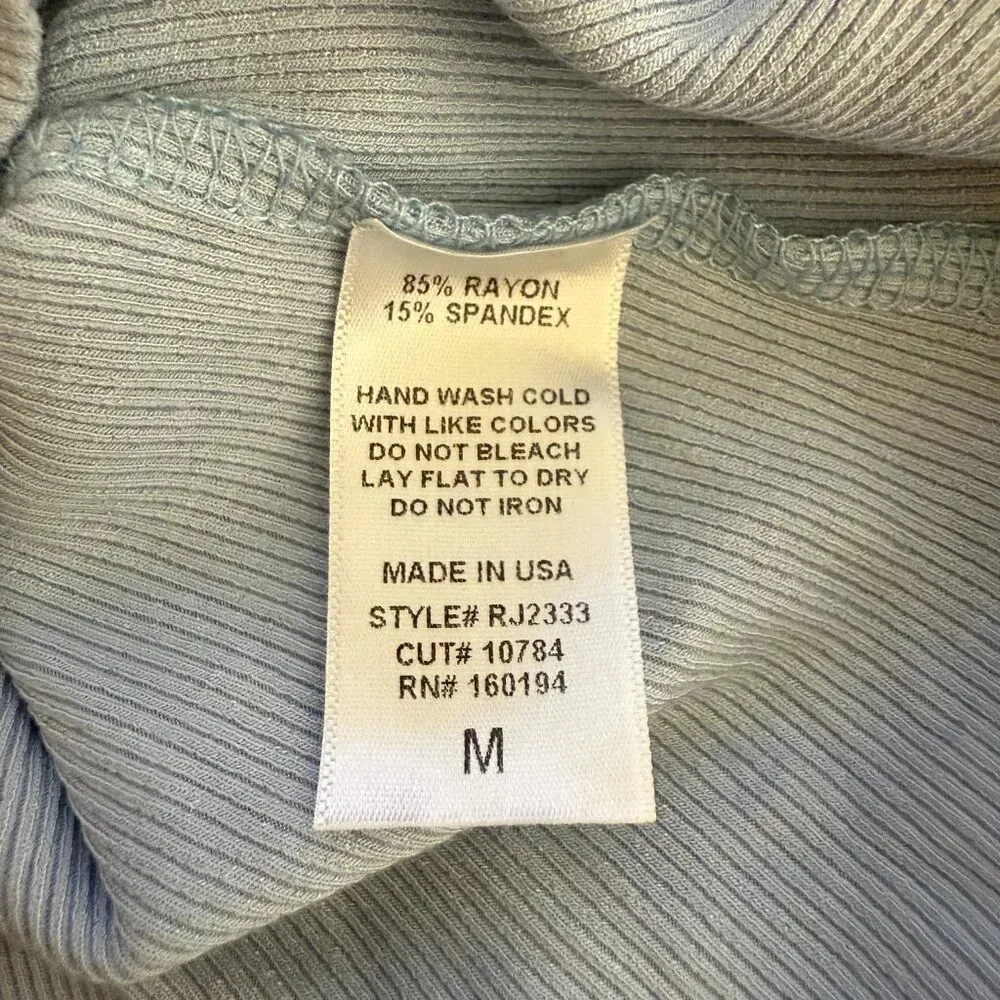 85% RAYON
15% SPANDEX
HAND WASH COLD
WITH LIKE COLORS
DO NOT BLEACH
LAY FLAT TO DRY
DO NOT IRON
MADE IN USA
STYLE# RJ2333
CUT# 10784
RN# 160194
M